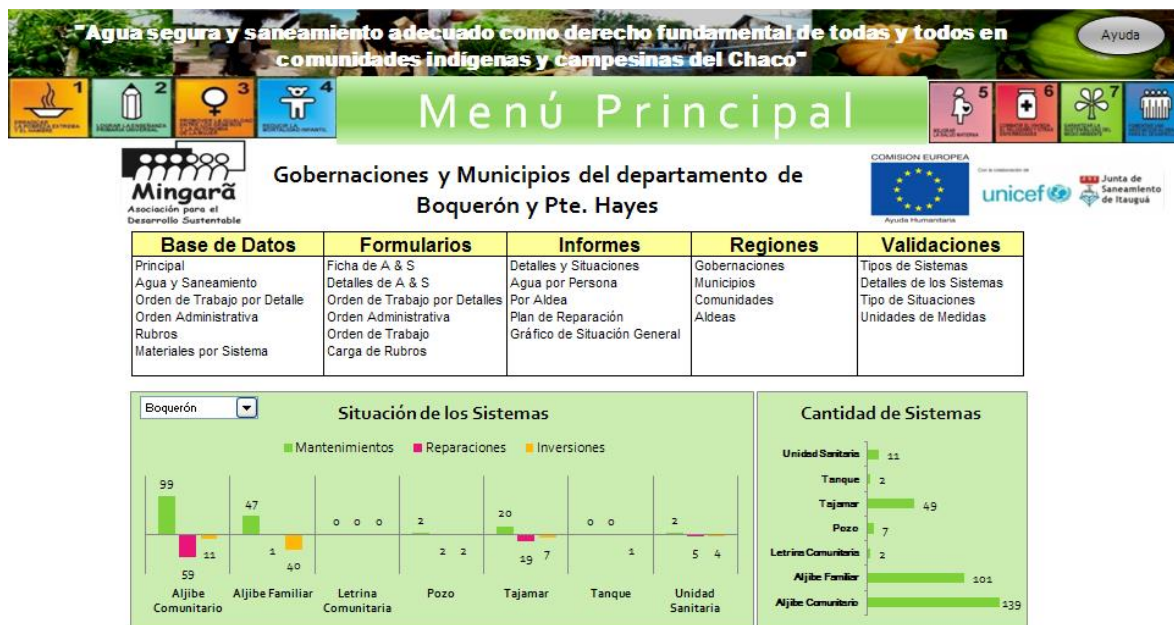 "Agua segura y saneamiento adecuado como derecho fundamental de todas y todos en
comunidades indígenas y campesinas del Chaco"
Ayuda
1
2
3
4
Menú Principal
5
6
7
Mingarã
Asociación para el
Desarrollo Sustentable
Gobernaciones y Municipios del departamento de
Boquerón y Pte. Hayes
COMISION EUROPEA
Ayuda Humanitaria
unicef
Junta de
Saneamiento
de Itauguá
Base de Datos Formularios Informes Regiones Validaciones
Principal Ficha de A & S Detalles y Situaciones Gobernaciones Tipos de Sistemas
Agua y Saneamiento Detalles de A & S Agua por Persona Municipios Detalles de los Sistemas
Orden de Trabajo por Detalle Orden de Trabajo por Detalles Por Aldea Comunidades Tipo de Situaciones
Orden Administrativa Orden Administrativa Plan de Reparación Aldeas Unidades de Medidas
Rubros Orden de Trabajo Gráfico de Situación General
Materiales por Sistema Carga de Rubros
Boquerón
Situación de los Sistemas
Mantenimientos Reparaciones Inversiones
99 47 0 0 0 2 20 0 0 2
59 11 1 40 2 2 19 7 1 5 4
Aljibe Comunitario
Aljibe Familiar
Letrina Comunitaria
Pozo
Tajamar
Tanque
Unidad Sanitaria
Cantidad de Sistemas
Unidad Sanitaria 11
Tanque 2
Tajamar 49
Pozo 7
Letrina Comunitaria 2
Aljibe Familiar 101
Aljibe Comunitario 139